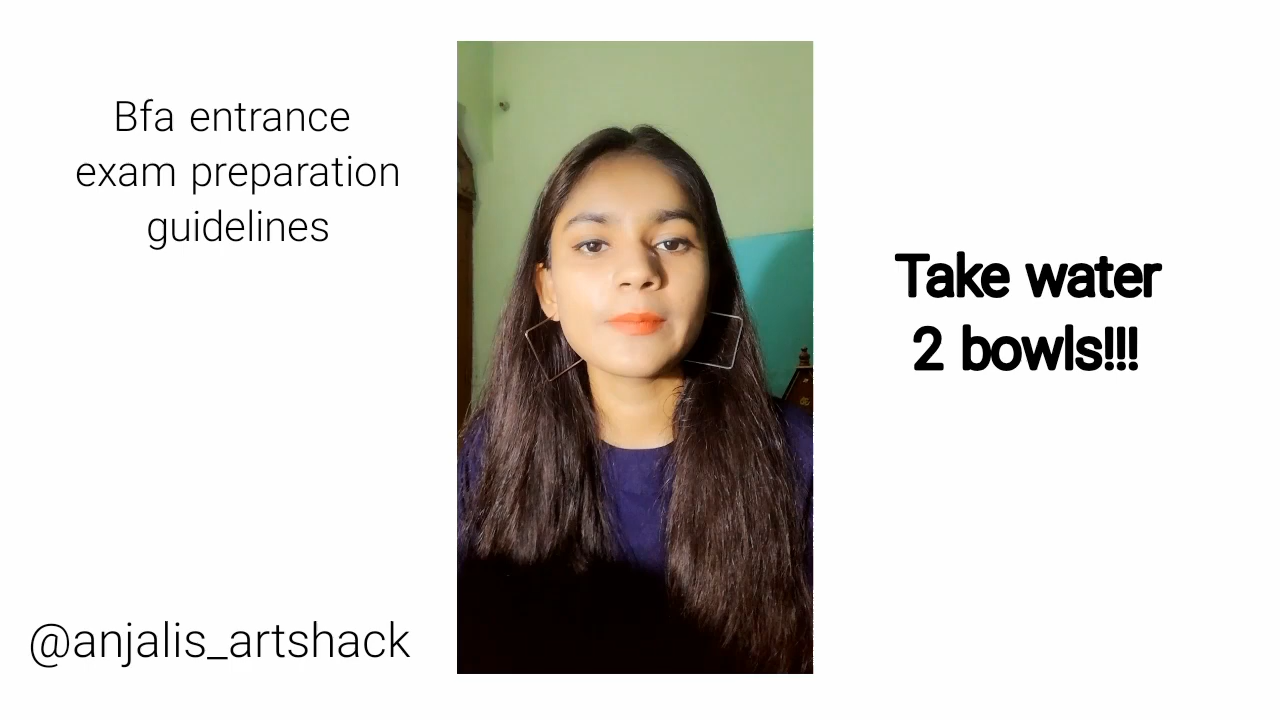 Bfa entrance
exam preparation
guidelines
Take water
2 bowls!!!
@anjalis_artshack